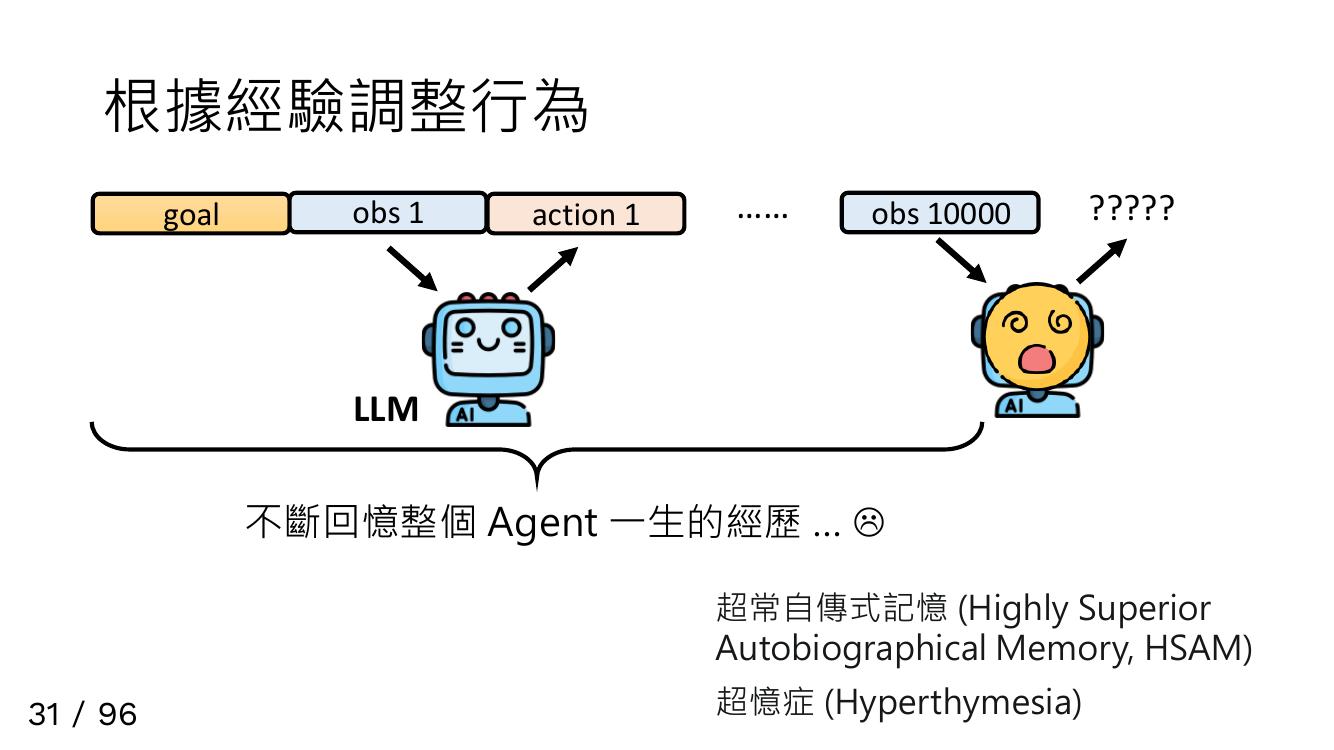 根據經驗調整行為
goal
obs 1
action 1
……
obs 10000
?????
LLM
AI
AI
不斷回憶整個 Agent 一生的經歷 … ☹
超常自傳式記憶 (Highly Superior
Autobiographical Memory, HSAM)
超憶症 (Hyperthymesia)
31 / 96